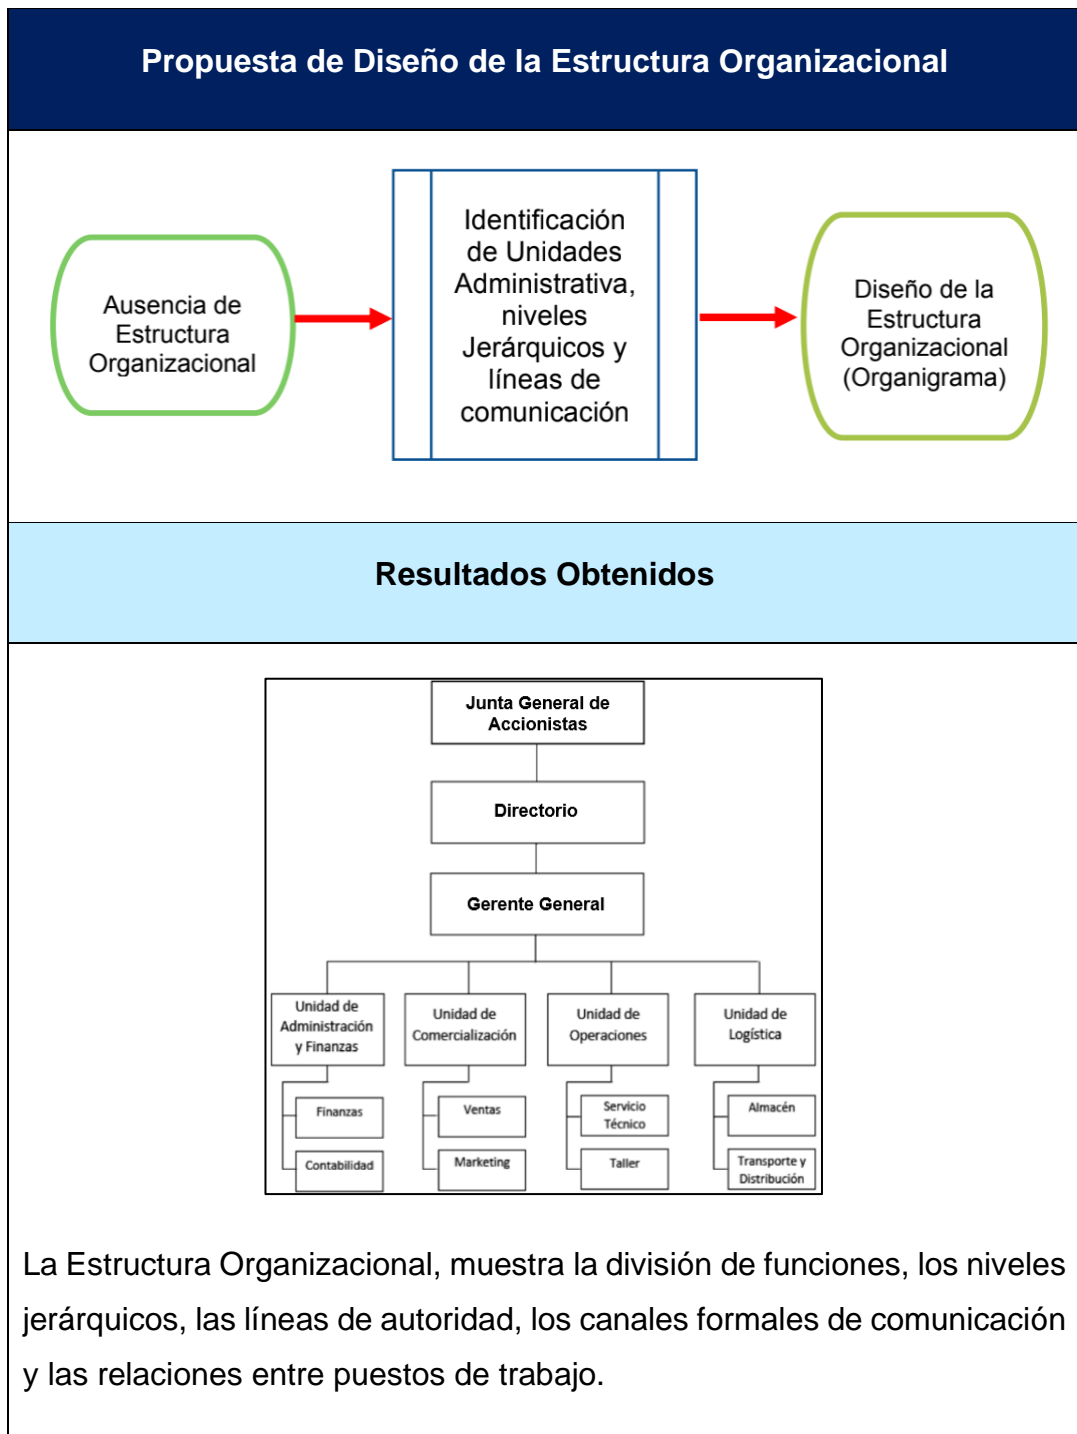 Propuesta de Diseño de la Estructura Organizacional
Ausencia de
Estructura
Organizacional
Identificación
de Unidades
Administrativa,
niveles
Jerárquicos y
líneas de
comunicación
Diseño de la
Estructura
Organizacional
(Organigrama)
Resultados Obtenidos
Junta General de
Accionistas
Directorio
Gerente General
Unidad de
Administración
y Finanzas
Unidad de
Comercialización
Unidad de
Operaciones
Unidad de
Logística
Finanzas
Contabilidad
Ventas
Marketing
Servicio
Técnico
Taller
Almacén
Transporte y
Distribución
La Estructura Organizacional, muestra la división de funciones, los niveles
jerárquicos, las líneas de autoridad, los canales formales de comunicación
y las relaciones entre puestos de trabajo.